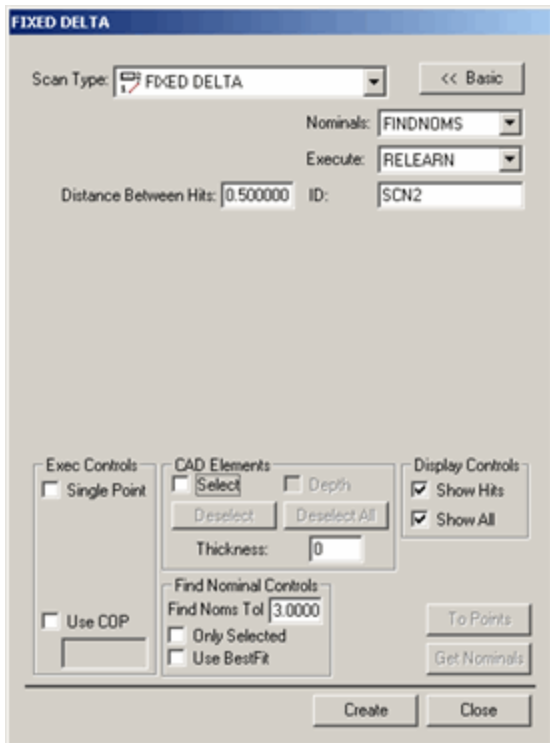 FIXED DELTA
Scan Type: FIXED DELTA << Basic
Nominals: FINDNOMS
Execute: RELEARN
Distance Between Hits: 0.500000 ID: SCN2
Exec Controls CAD Elements Display Controls
Single Point Select Depth Show Hits
Deselect Deselect All Show All
Thickness: 0
Find Nominal Controls
Use COP Find Noms Tol 3.0000 To Points
Only Selected
Use BestFit Get Nominals
Create Close